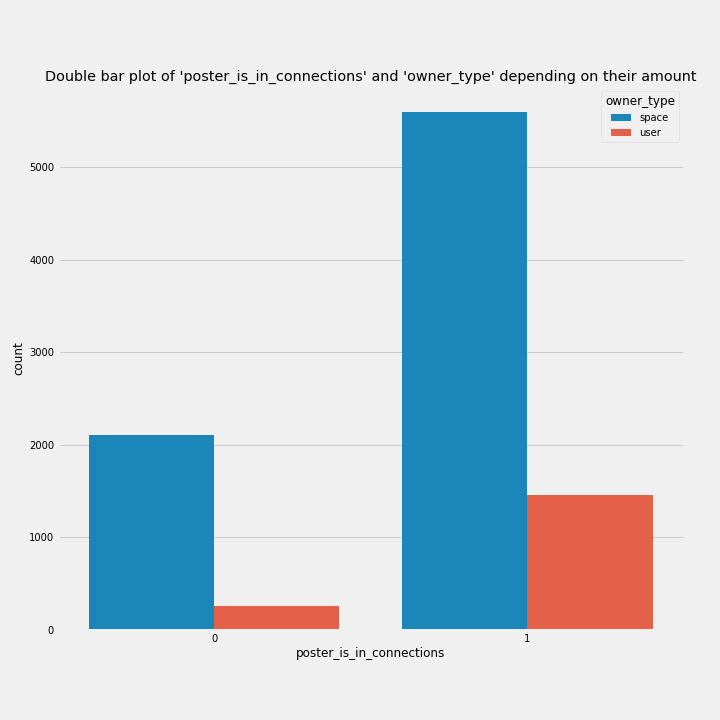 Double bar plot of 'poster_is_in_connections' and 'owner_type' depending on their amount
owner_type
space
user
5000
4000
3000
2000
1000
0
count
0
1
poster_is_in_connections